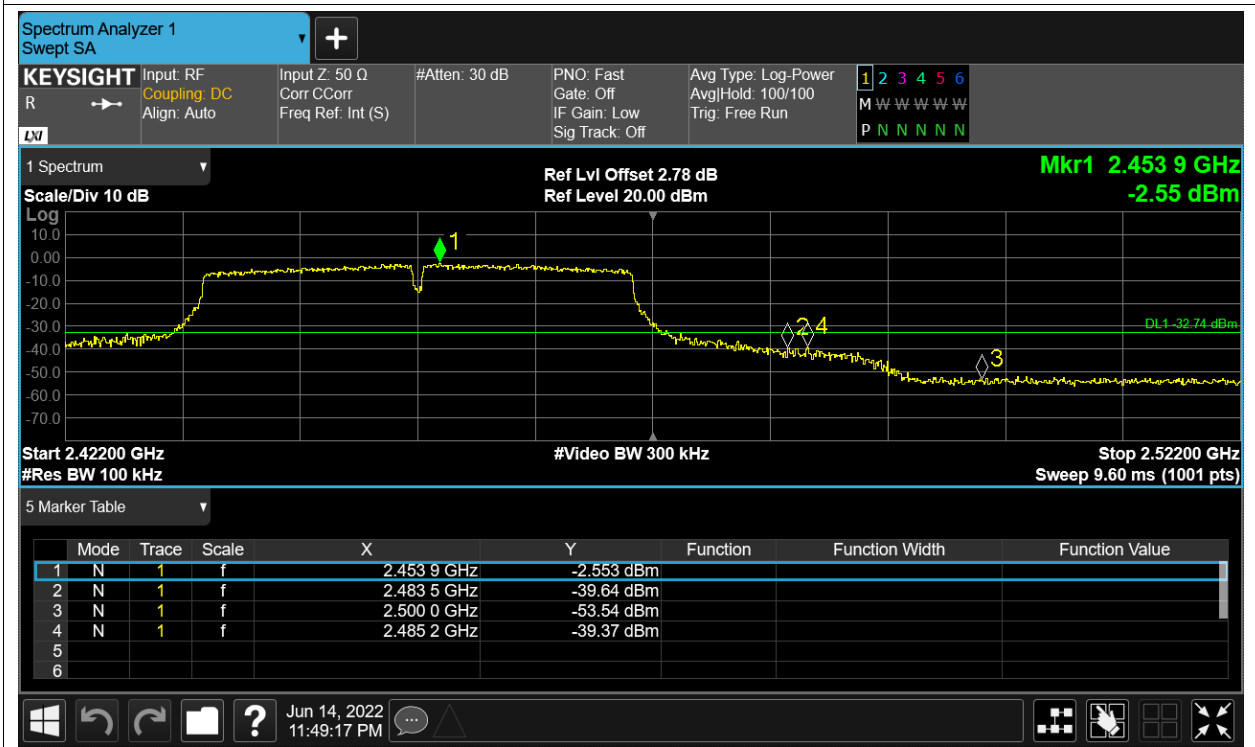 Spectrum Analyzer 1
Swept SA
KEYSIGHT
R
LXI
Input: RF
Coupling: DC
Align: Auto
Input Z: 50 Ω
Corr CCorr
Freq Ref: Int (S)
#Atten: 30 dB
PNO: Fast
Gate: Off
IF Gain: Low
Sig Track: Off
Avg Type: Log-Power
Avg|Hold: 100/100
Trig: Free Run
1 2 3 4 5 6
M W W W W W
P N N N N N
1 Spectrum
Scale/Div 10 dB
Ref Lvl Offset 2.78 dB
Ref Level 20.00 dBm
Mkr1 2.453 9 GHz
-2.55 dBm
Log
10.0
0.00
-10.0
-20.0
-30.0
-40.0
-50.0
-60.0
-70.0
1
2
4
3
DL1 -32.74 dBm
Start 2.42200 GHz
#Res BW 100 kHz
#Video BW 300 kHz
Stop 2.52200 GHz
Sweep 9.60 ms (1001 pts)
5 Marker Table
Mode Trace Scale X Y Function Function Width Function Value
1 N 1 f 2.453 9 GHz -2.553 dBm
2 N 1 f 2.483 5 GHz -39.64 dBm
3 N 1 f 2.500 0 GHz -53.54 dBm
4 N 1 f 2.485 2 GHz -39.37 dBm
5
6
?
Jun 14, 2022
11:49:17 PM